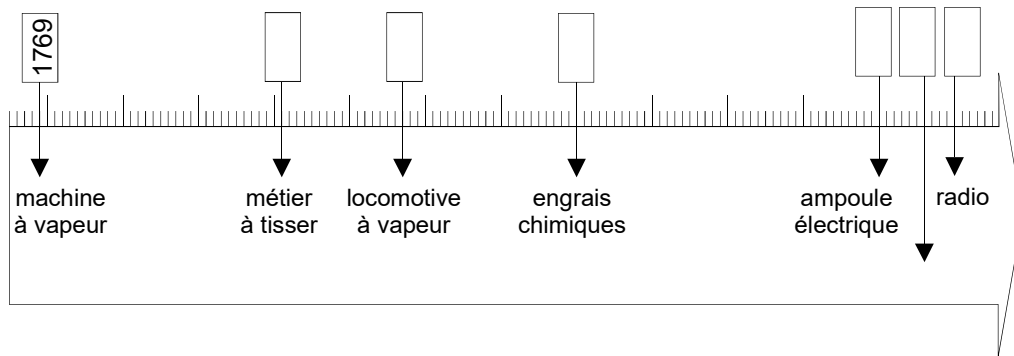 1769
machine
à vapeur
métier
à tisser
locomotive
à vapeur
engrais
chimiques
ampoule
électrique
radio